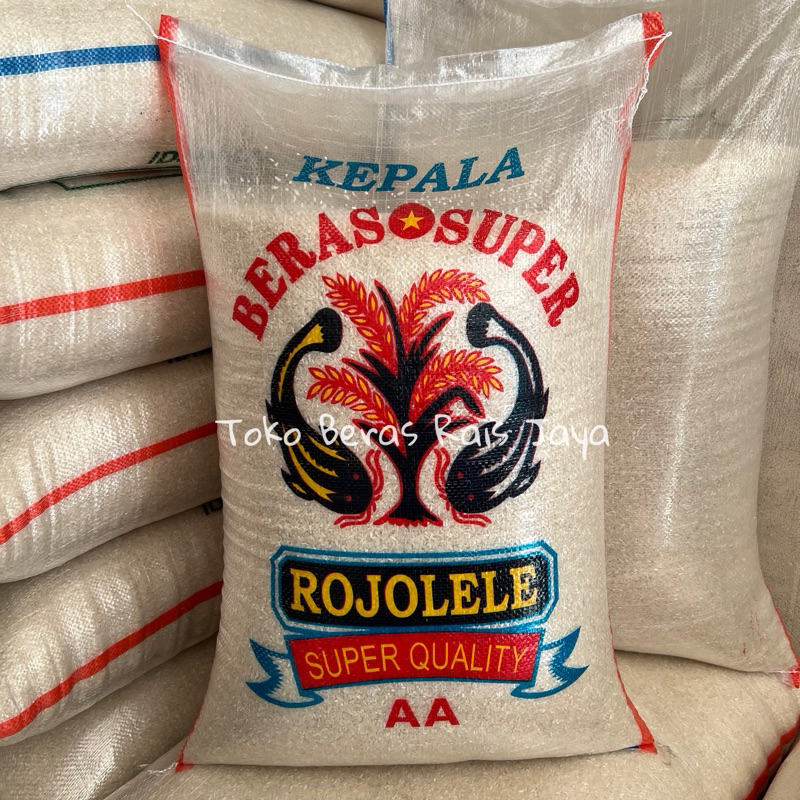 KEPALA
BERAS SUPER
Toko Beras Rais Jaya
ROJOLELE
SUPER QUALITY
AA